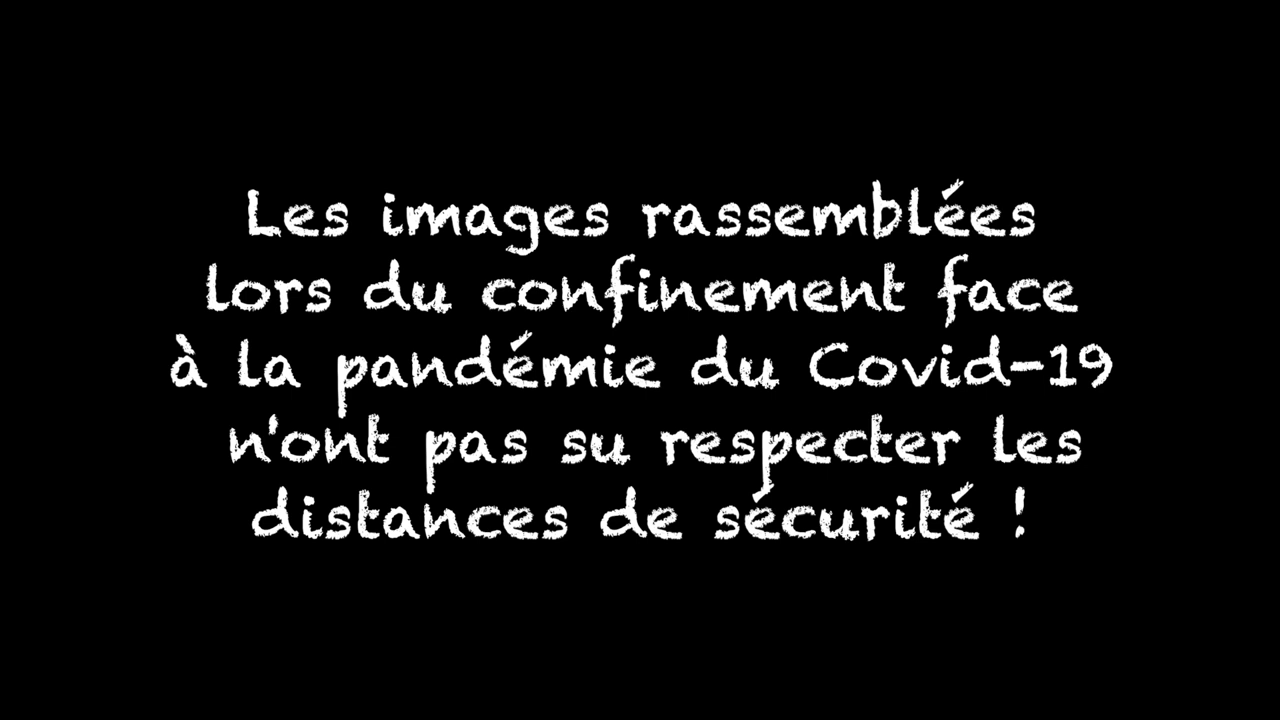 Les images rassemblées
lors du confinement face
à la pandémie du Covid-19
n'ont pas su respecter les
distances de sécurité !